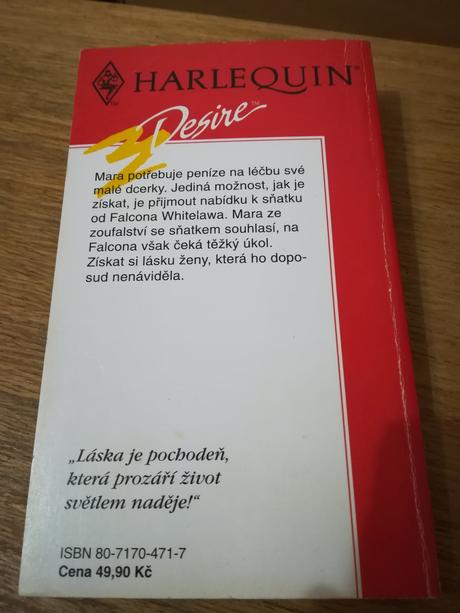 HARLEQUIN®
TM
3 Desire™
Mara potřebuje peníze na léčbu své
malé dcerky. Jediná možnost, jak je
získat, je přijmout nabídku k sňatku
od Falcona Whitelawa. Mara ze
zoufalství se sňatkem souhlasí, na
Falcona však čeká těžký úkol.
Získat si lásku ženy, která ho dopo-
sud nenáviděla.
„Láska je pochodeň,
která prozáří život
světlem naděje!“
ISBN 80-7170-471-7
Cena 49,90 Kč